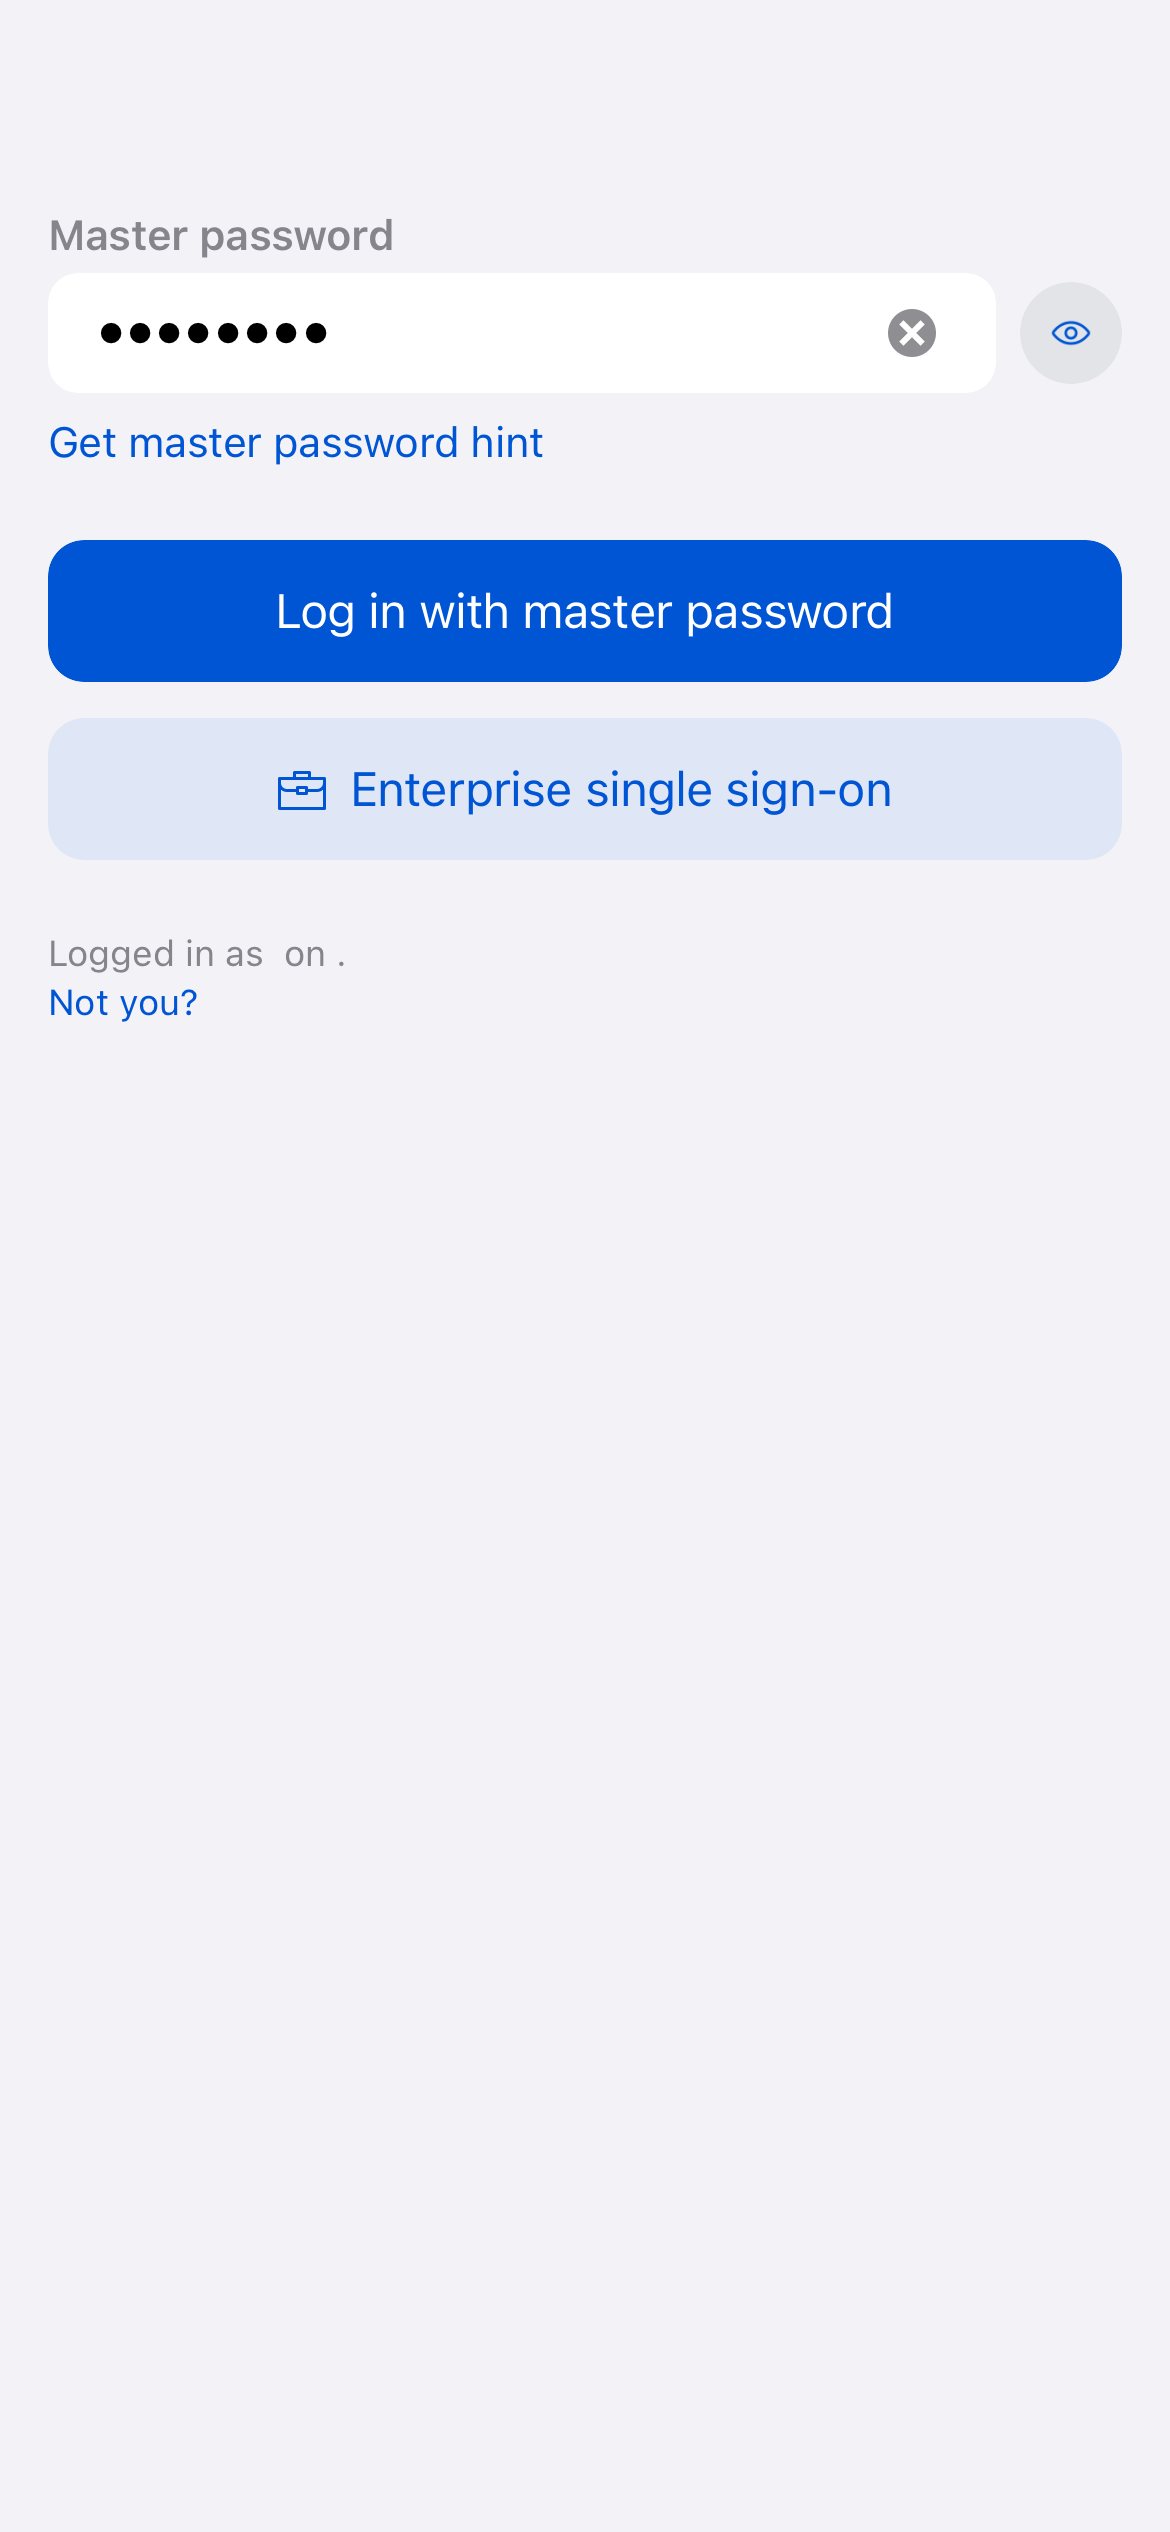 Master password
••••••••
Get master password hint
Log in with master password
Enterprise single sign-on
Logged in as  on .
Not you?